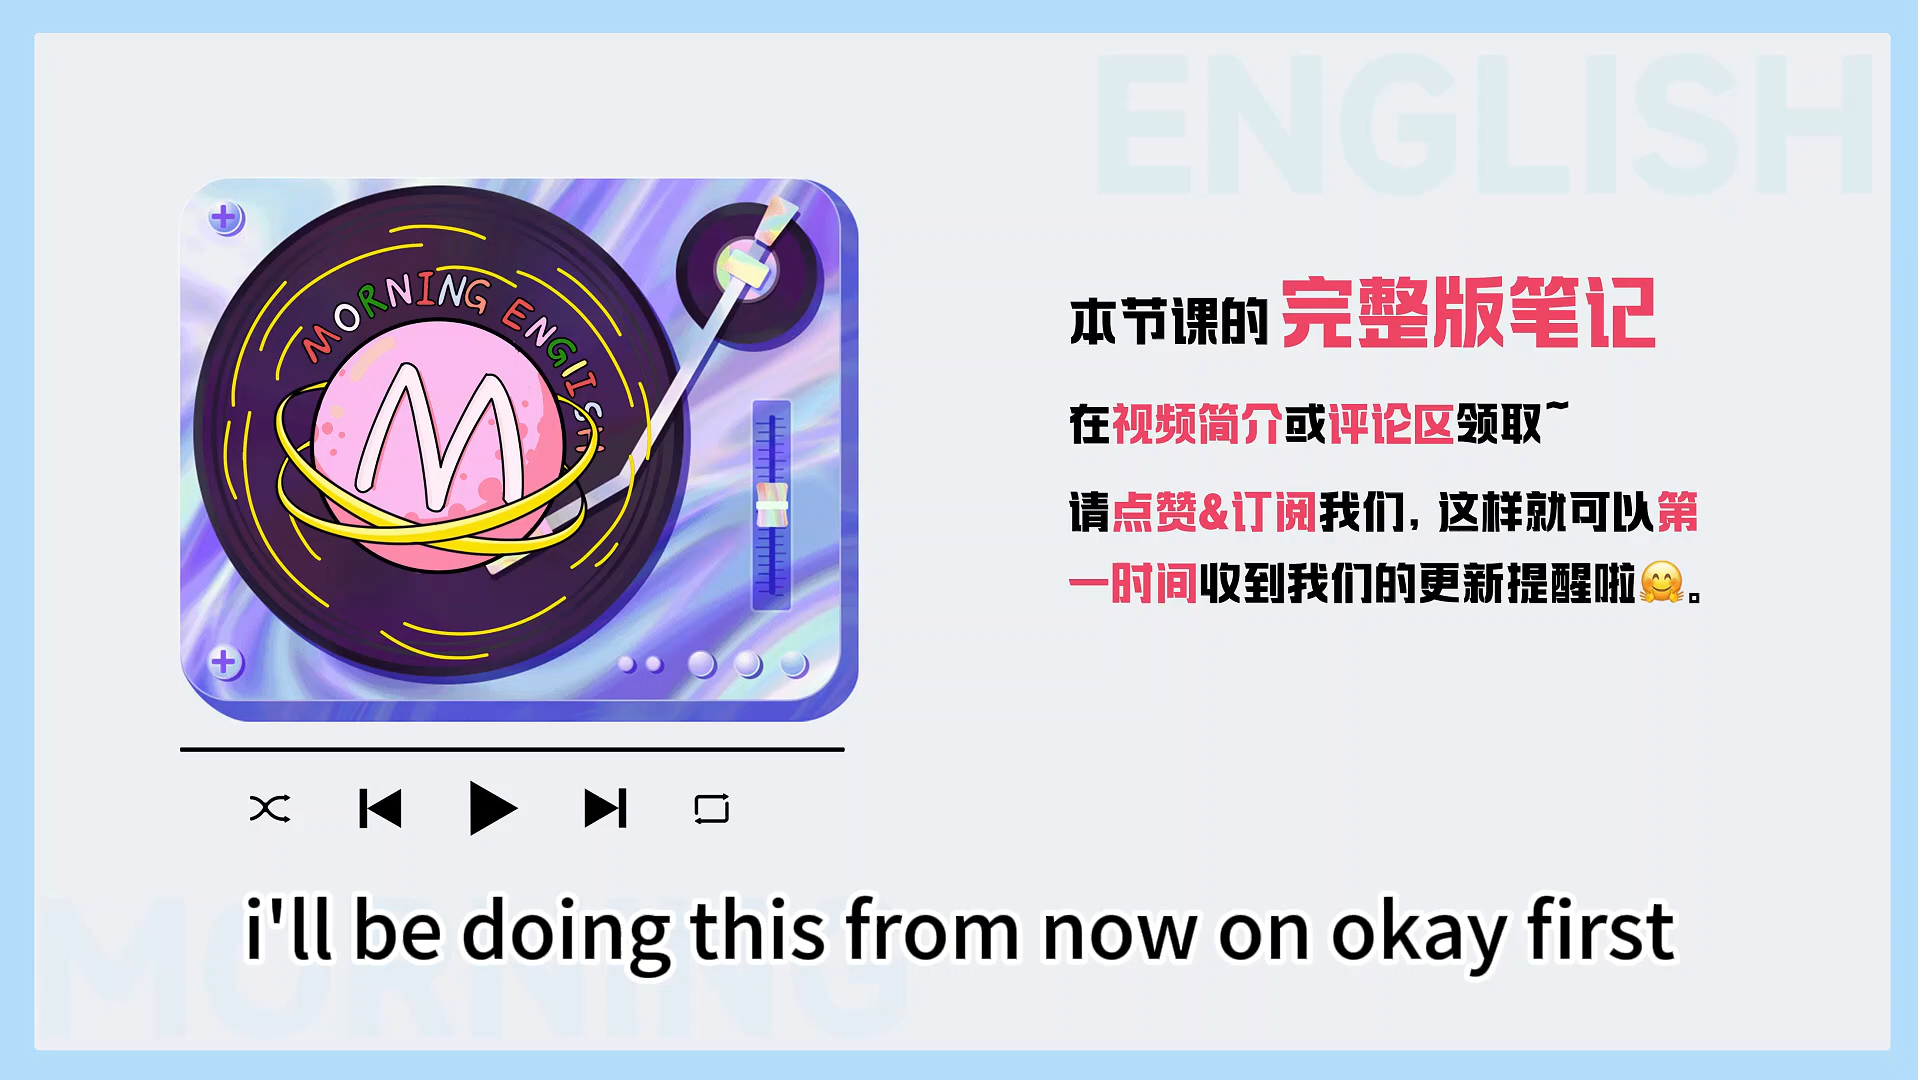 ENGLISH
MORNING ENGlISH
M
本节课的完整版笔记
在视频简介或评论区领取~
请点赞&订阅我们，这样就可以第
一时间收到我们的更新提醒啦🤗。
i'll be doing this from now on okay first
MORNING